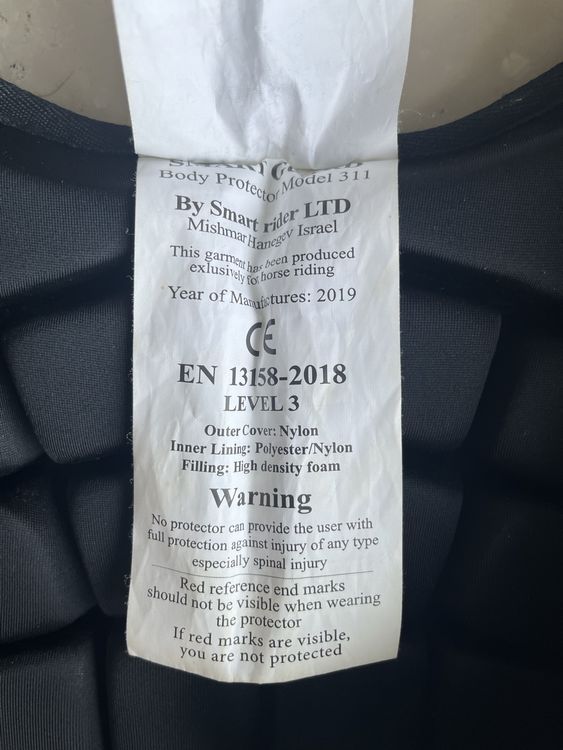 SMART G
Body Protector Model 311
By Smart rider LTD
Mishmar Hanegev Israel
This garment has been produced
exlusively for horse riding
Year of Manufactures: 2019
CE
EN 13158-2018
LEVEL 3
Outer Cover: Nylon
Inner Lining: Polyester/Nylon
Filling: High density foam
Warning
No protector can provide the user with
full protection against injury of any type
especially spinal injury
Red reference end marks
should not be visible when wearing
the protector
If red marks are visible,
you are not protected